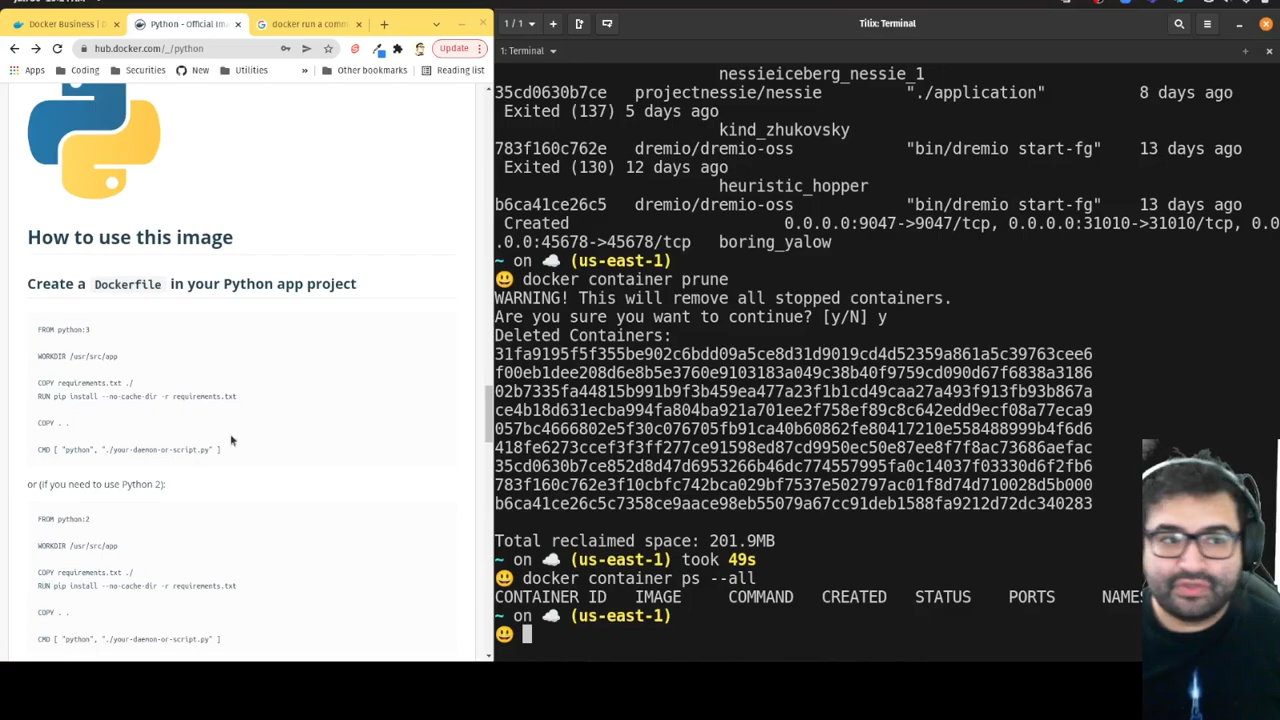 Docker Business | D
Python - Official Im
docker run a comm
hub.docker.com/_/python
Update
Apps
Coding
Securities
New
Utilities
»
Other bookmarks
Reading list
How to use this image
Create a Dockerfile in your Python app project
FROM python:3
WORKDIR /usr/src/app
COPY requirements.txt ./
RUN pip install --no-cache-dir -r requirements.txt
COPY . .
CMD [ "python", "./your-daemon-or-script.py" ]
or (if you need to use Python 2):
FROM python:2
WORKDIR /usr/src/app
COPY requirements.txt ./
RUN pip install --no-cache-dir -r requirements.txt
COPY . .
CMD [ "python", "./your-daemon-or-script.py" ]
1 / 1
Tilix: Terminal
1: Terminal
nessieiceberg_nessie_1
35cd0630b7ce projectnessie/nessie "./application" 8 days ago
Exited (137) 5 days ago
kind_zhukovsky
783f160c762e dremio/dremio-oss "bin/dremio start-fg" 13 days ago
Exited (130) 12 days ago
heuristic_hopper
b6ca41ce26c5 dremio/dremio-oss "bin/dremio start-fg" 13 days ago
Created 0.0.0.0:9047->9047/tcp, 0.0.0.0:31010->31010/tcp, 0
.0.0:45678->45678/tcp boring_yalow
~ on ☁️ (us-east-1)
😃 docker container prune
WARNING! This will remove all stopped containers.
Are you sure you want to continue? [y/N] y
Deleted Containers:
31fa9195f5f355be902c6bdd09a5ce8d31d9019cd4d52359a861a5c39763cee6
f00eb1dee208d6e8b5e3760e9103183a049c38b40f9759cd090d67f6838a3186
02b7535fa44815b991b9f3b459ea477a23f1b1cd49caa27a493f913fb93b867a
ce4b18d631ecba994fa804ba921a701ee2f758ef89c8c642edd9ecf08a77eca9
057bc4666802e5f30c076705fb91ca40b60862fe80417210e558488999b4f6d6
418fe6273ccef3f3ff277ce91598ed87cd9950ec50e87ee8f7f8ac73686aefac
35cd0630b7ce852d8d47d6953266b46dc774557995fa0c14037f03330d6f2fb6
783f160c762e3f10cbfc742bca029bf7537e502797ac01f8d74d710028d5b000
b6ca41ce26c5c7358ce9aace98eb55079a67cc91deb1588fa9212d72dc340283
Total reclaimed space: 201.9MB
~ on ☁️ (us-east-1) took 49s
😃 docker container ps --all
CONTAINER ID IMAGE COMMAND CREATED STATUS PORTS NAMES
~ on ☁️ (us-east-1)
😃